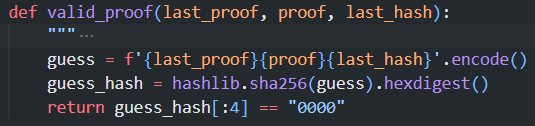 def valid_proof(last_proof, proof, last_hash):
    """…
    guess = f'{last_proof}{proof}{last_hash}'.encode()
    guess_hash = hashlib.sha256(guess).hexdigest()
    return guess_hash[:4] == "0000"